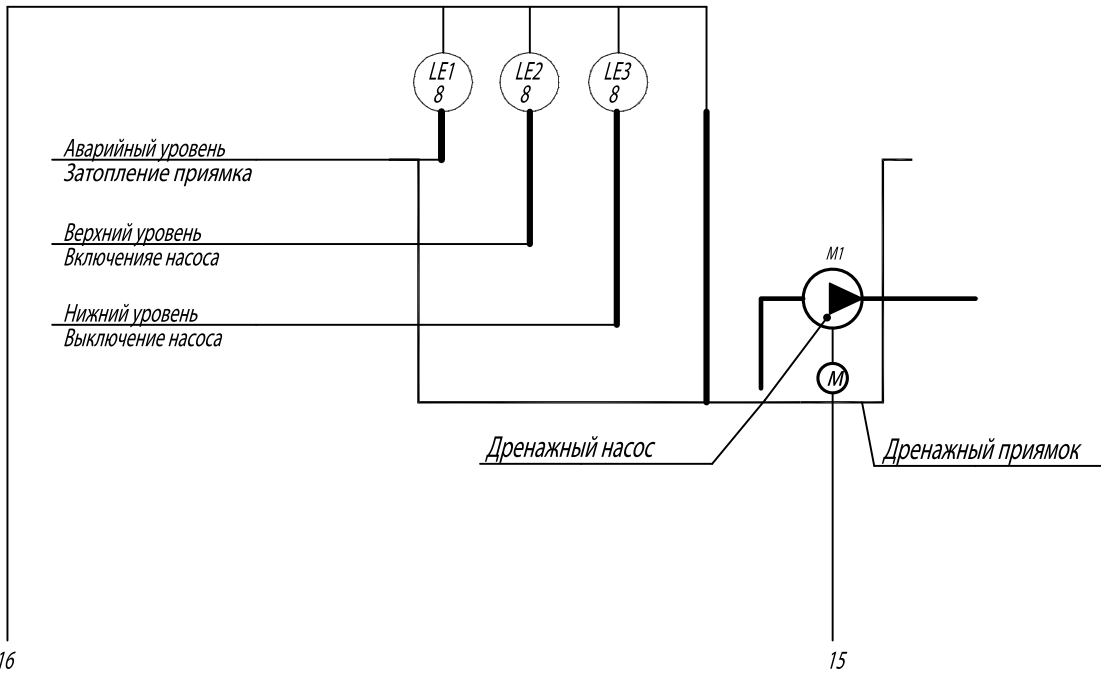 LE1
8
LE2
8
LE3
8
Аварийный уровень
Затопление приямка
Верхний уровень
Включенияе насоса
Нижний уровень
Выключение насоса
M1
M
Дренажный насос
Дренажный приямок
16
15